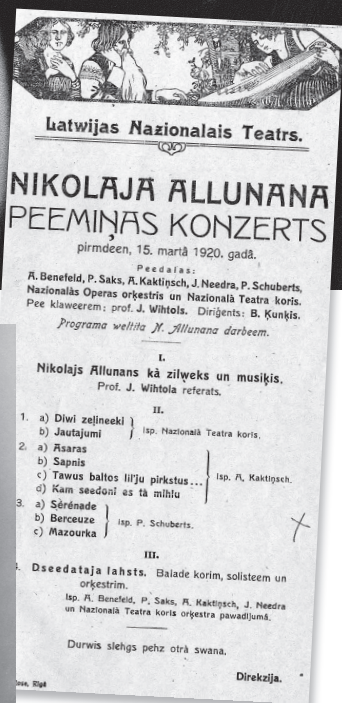 Latwijas Nazionalais Teatrs.
NIKOLAJA ALLUNANA
PEEMIŅAS KONZERTS
pirmdeen, 15. martā 1920. gadā.
Peedalas:
A. Benefeld, P. Saks, A. Kaktiņsch, J. Needra, P. Schuberts,
Nazionalās Operas orķestris un Nazionalā Teatra koris.
Pee klaweerem: prof. J. Wihtols. Diriģents: B. Ķunķis.
Programa weltita N. Allunana darbeem.
I.
Nikolajs Allunans kā zilweks un musiķis.
Prof. J. Wihtola referats.
II.
1. a) Diwi zeļineeki
b) Jautajumi
Isp. Nazionalā Teatra koris.
2. a) Asaras
b) Sapnis
c) Tawus baltos lil'ju pirkstus...
d) Kam seedoni es tā mihlu
Isp. A. Kaktiņsch.
3. a) Sérénade
b) Berceuze
c) Mazourka
Isp. P. Schuberts.
III.
Dseedataja lahsts. Balade korim, solisteem un
orķestrim.
Isp. A. Benefeld, P. Saks, A. Kaktiņsch, J. Needra
un Nazionalā Teatra koris orķestra pawadijumā.
Durwis slehgs pehz otrā swana.
Direkzija.
Rīgā